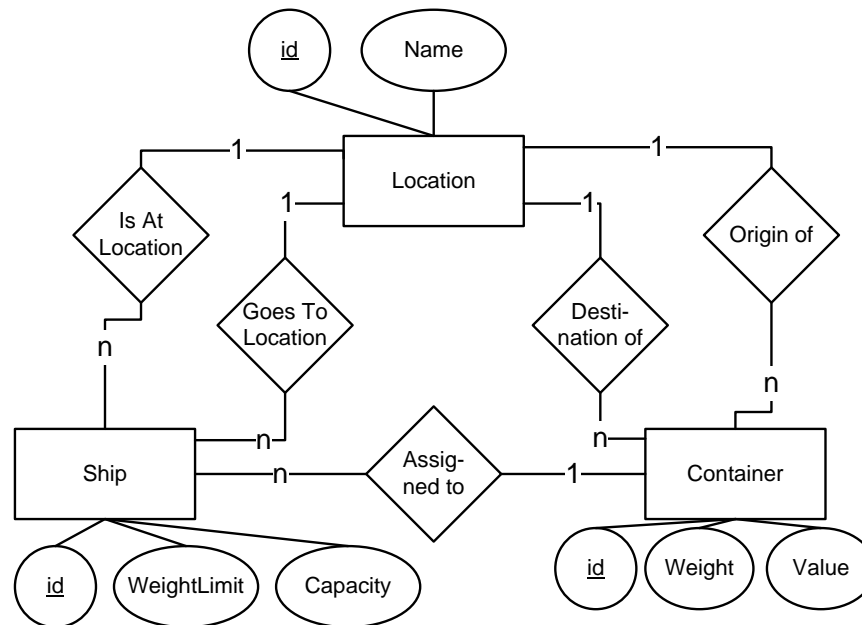 id
Name
1
1
Location
Is At
Location
1
1
Origin of
Goes To
Location
Desti-
nation of
n
n
n
n
Ship
n
Assig-
ned to
1
Container
id
WeightLimit
Capacity
id
Weight
Value